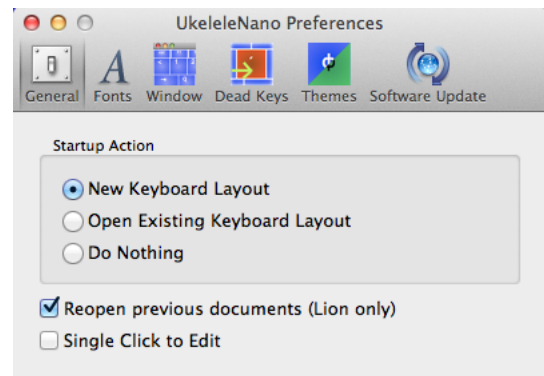 UkeleleNano Preferences
General Fonts Window Dead Keys Themes Software Update
Startup Action
New Keyboard Layout
Open Existing Keyboard Layout
Do Nothing
Reopen previous documents (Lion only)
Single Click to Edit